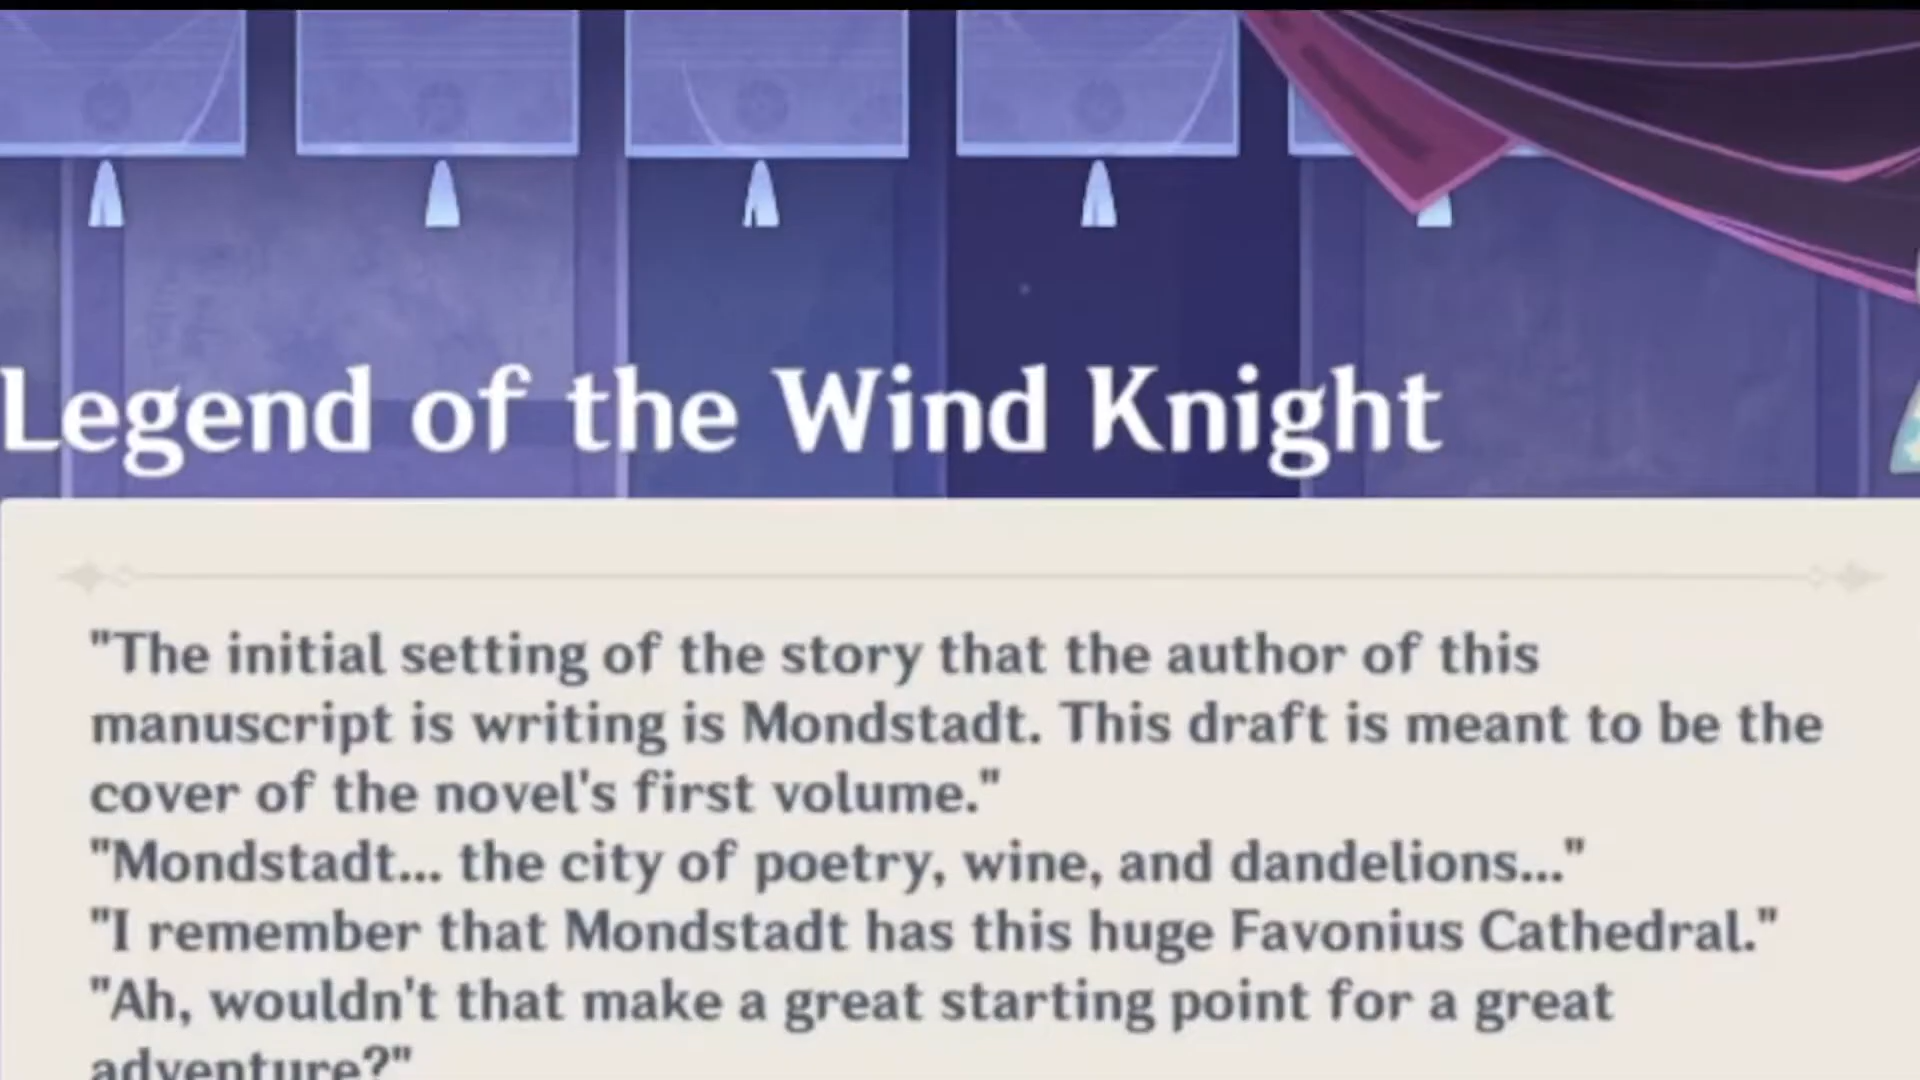 Legend of the Wind Knight
"The initial setting of the story that the author of this
manuscript is writing is Mondstadt. This draft is meant to be the
cover of the novel's first volume."
"Mondstadt... the city of poetry, wine, and dandelions..."
"I remember that Mondstadt has this huge Favonius Cathedral."
"Ah, wouldn't that make a great starting point for a great
adventure?"